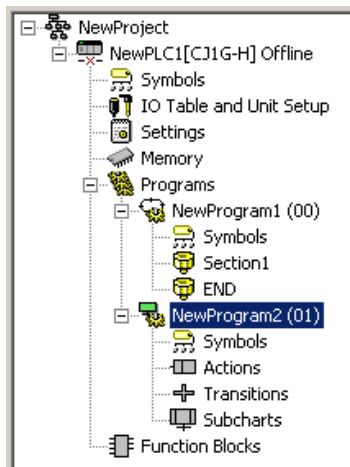 NewProject
NewPLC1[CJ1G-H] Offline
Symbols
IO Table and Unit Setup
Settings
Memory
Programs
NewProgram1 (00)
Symbols
Section1
END
NewProgram2 (01)
Symbols
Actions
Transitions
Subcharts
Function Blocks